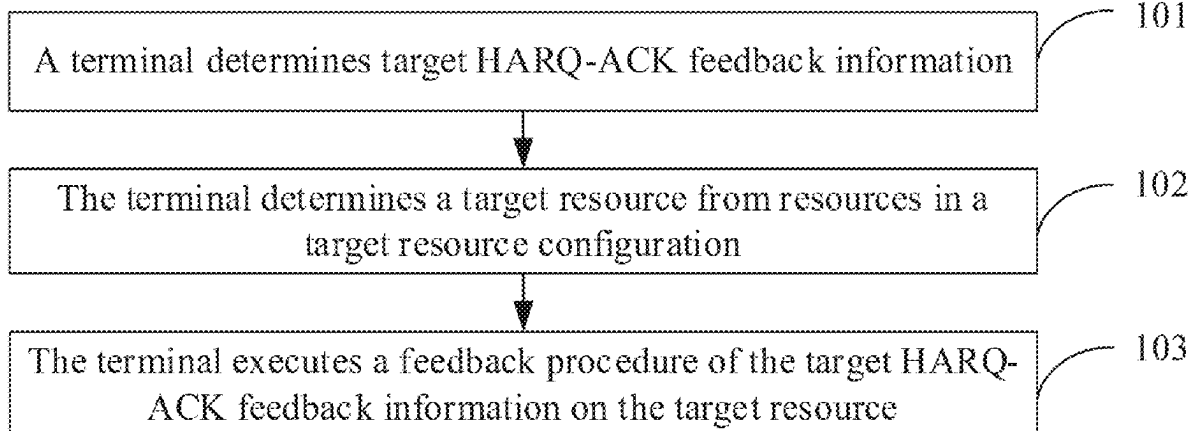 101
A terminal determines target HARQ-ACK feedback information
102
The terminal determines a target resource from resources in a
target resource configuration
103
The terminal executes a feedback procedure of the target HARQ-
ACK feedback information on the target resource